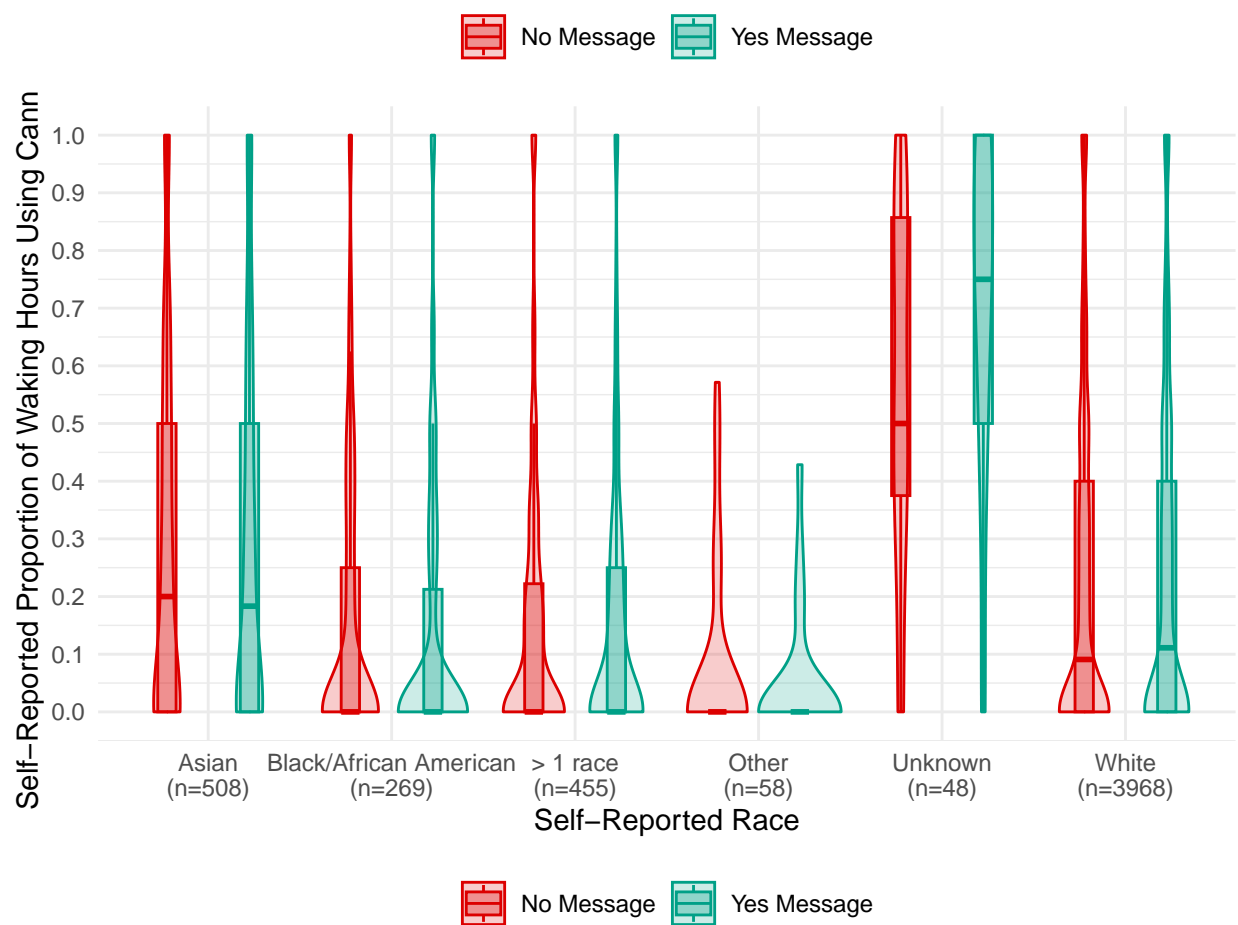 No Message Yes Message
Self−Reported Proportion of Waking Hours Using Cann
1.0
0.9
0.8
0.7
0.6
0.5
0.4
0.3
0.2
0.1
0.0
Asian Black/African American > 1 race Other Unknown White
(n=508) (n=269) (n=455) (n=58) (n=48) (n=3968)
Self−Reported Race
No Message Yes Message